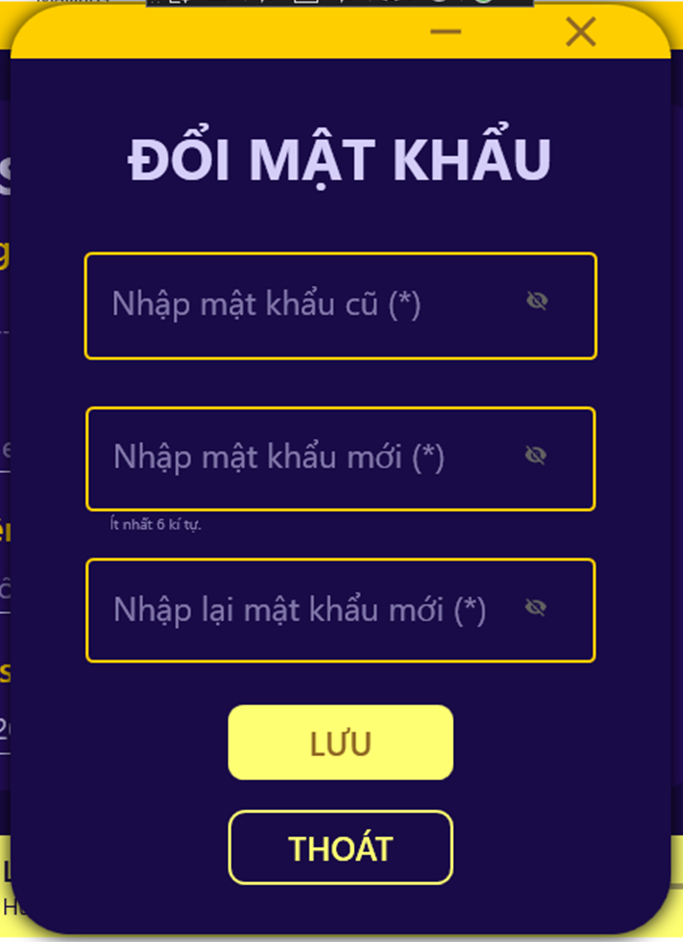 ĐỔI MẬT KHẨU
Nhập mật khẩu cũ (*)
Nhập mật khẩu mới (*)
Ít nhất 6 kí tự.
Nhập lại mật khẩu mới (*)
LƯU
THOÁT